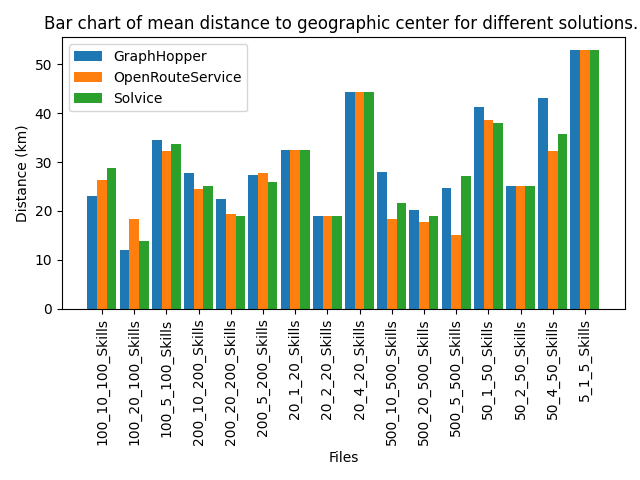 Bar chart of mean distance to geographic center for different solutions.
GraphHopper
OpenRouteService
Solvice
Distance (km)
50
40
30
20
10
0
100_10_100_Skills
100_20_100_Skills
100_5_100_Skills
200_10_200_Skills
200_20_200_Skills
200_5_200_Skills
20_1_20_Skills
20_2_20_Skills
20_4_20_Skills
500_10_500_Skills
500_20_500_Skills
500_5_500_Skills
50_1_50_Skills
50_2_50_Skills
50_4_50_Skills
5_1_5_Skills
Files